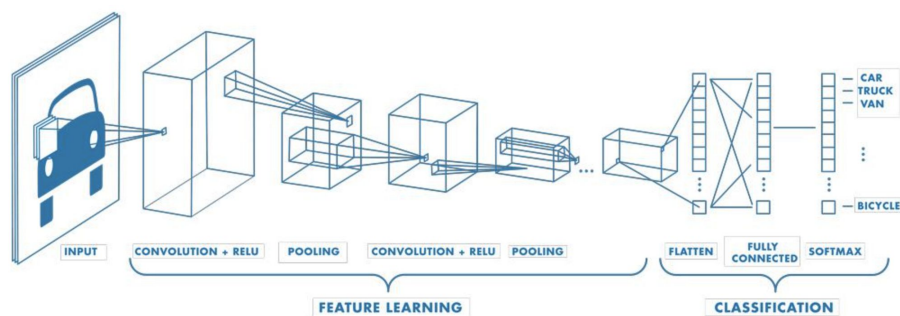 CAR
TRUCK
VAN
BICYCLE
INPUT
CONVOLUTION + RELU
POOLING
CONVOLUTION + RELU
POOLING
FLATTEN
FULLY
CONNECTED
SOFTMAX
FEATURE LEARNING
CLASSIFICATION